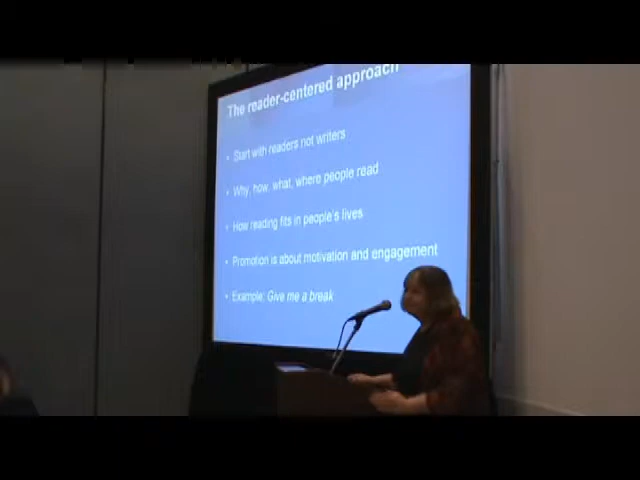 The reader-centered approach
• Start with readers not writers
• Why, how, what, where people read
• How reading fits in people's lives
• Promotion is about motivation and engagement
• Example: Give me a break